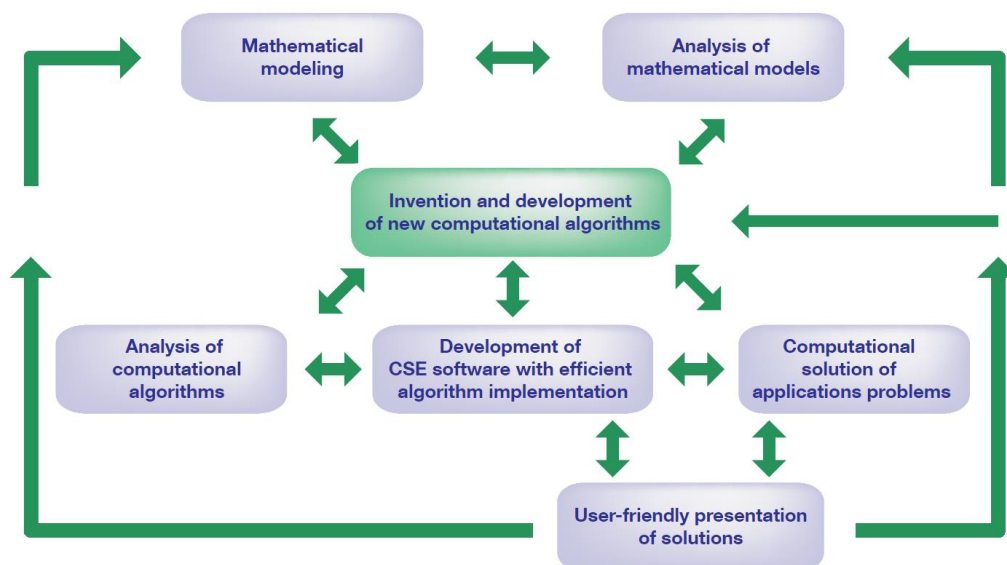 Mathematical
modeling
Analysis of
mathematical models
Invention and development
of new computational algorithms
Analysis of
computational
algorithms
Development of
CSE software with efficient
algorithm implementation
Computational
solution of
applications problems
User-friendly presentation
of solutions